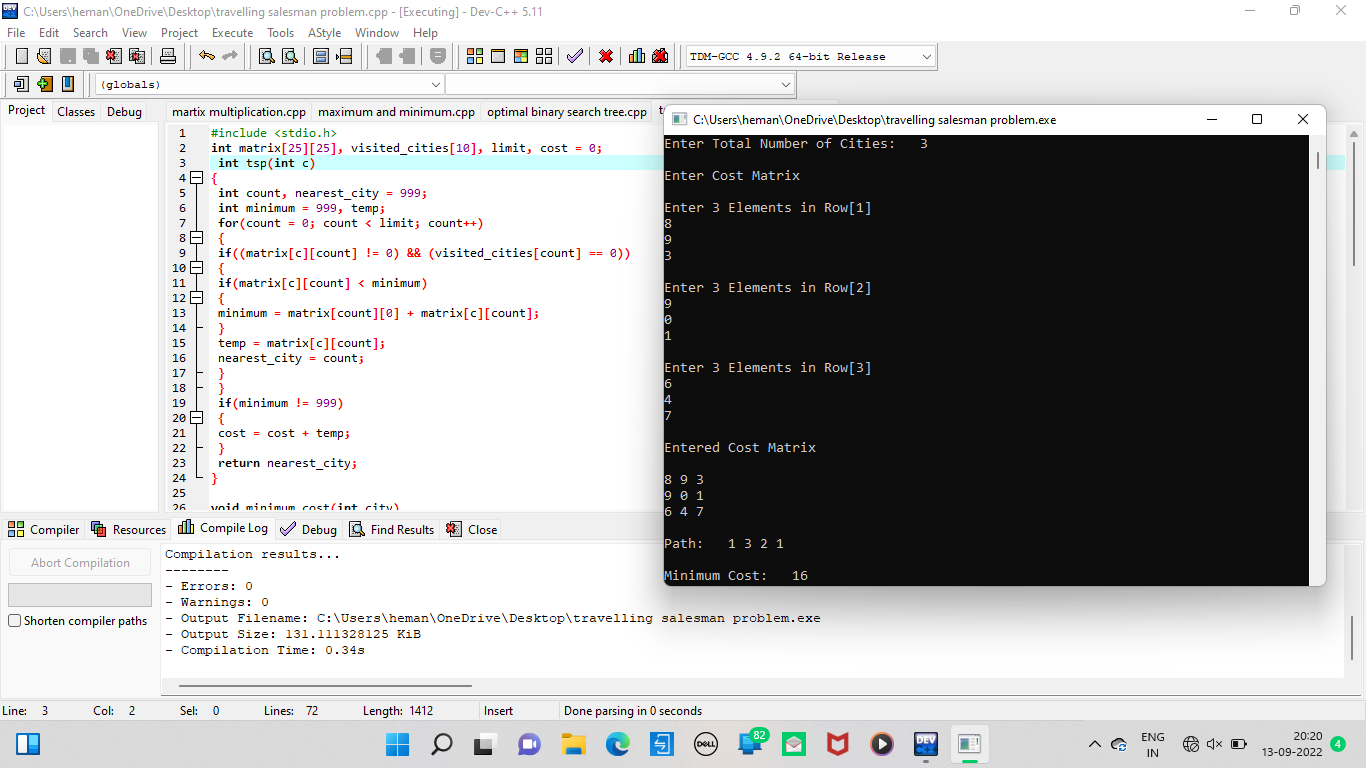 C:\Users\heman\OneDrive\Desktop\travelling salesman problem.cpp - [Executing] - Dev-C++ 5.11
File Edit Search View Project Execute Tools AStyle Window Help
TDM-GCC 4.9.2 64-bit Release
(globals)
Project Classes Debug
martix multiplication.cpp maximum and minimum.cpp optimal binary search tree.cpp
1 #include <stdio.h>
2 int matrix[25][25], visited_cities[10], limit, cost = 0;
3 int tsp(int c)
4 {
5 int count, nearest_city = 999;
6 int minimum = 999, temp;
7 for(count = 0; count < limit; count++)
8 {
9 if((matrix[c][count] != 0) && (visited_cities[count] == 0))
10 {
11 if(matrix[c][count] < minimum)
12 {
13 minimum = matrix[count][0] + matrix[c][count];
14 }
15 temp = matrix[c][count];
16 nearest_city = count;
17 }
18 }
19 if(minimum != 999)
20 {
21 cost = cost + temp;
22 }
23 return nearest_city;
24 }
25
26 void minimum_cost(int city)
C:\Users\heman\OneDrive\Desktop\travelling salesman problem.exe
Enter Total Number of Cities: 3
Enter Cost Matrix
Enter 3 Elements in Row[1]
8
9
3
Enter 3 Elements in Row[2]
9
0
1
Enter 3 Elements in Row[3]
6
4
7
Entered Cost Matrix
8 9 3
9 0 1
6 4 7
Path: 1 3 2 1
Minimum Cost: 16
Compiler Resources Compile Log Debug Find Results Close
Abort Compilation
Shorten compiler paths
Compilation results...
--------
- Errors: 0
- Warnings: 0
- Output Filename: C:\Users\heman\OneDrive\Desktop\travelling salesman problem.exe
- Output Size: 131.111328125 KiB
- Compilation Time: 0.34s
Line: 3 Col: 2 Sel: 0 Lines: 72 Length: 1412 Insert Done parsing in 0 seconds
DELL
82
DEV
ENG
IN
20:20
13-09-2022
4